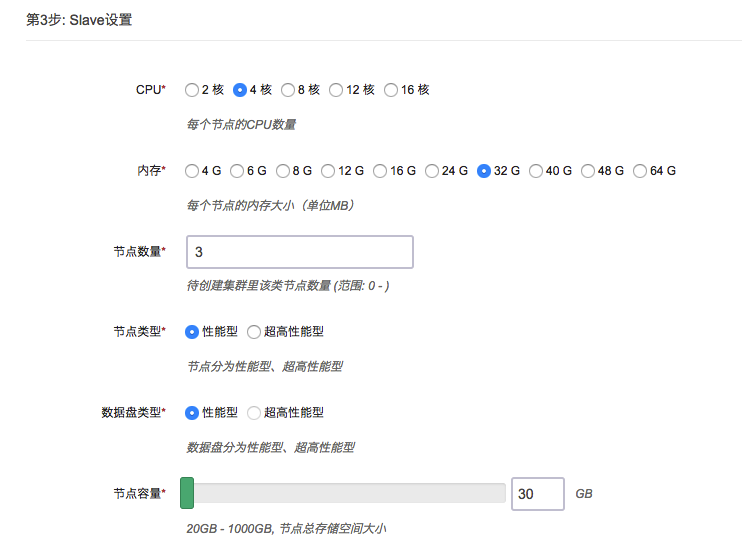 第3步: Slave设置
CPU* 2 核 4 核 8 核 12 核 16 核
每个节点的CPU数量
内存* 4 G 6 G 8 G 12 G 16 G 24 G 32 G 40 G 48 G 64 G
每个节点的内存大小（单位MB）
节点数量* 3
待创建集群里该类节点数量 (范围: 0 - )
节点类型* 性能型 超高性能型
节点分为性能型、超高性能型
数据盘类型* 性能型 超高性能型
数据盘分为性能型、超高性能型
节点容量* 30 GB
20GB - 1000GB, 节点总存储空间大小